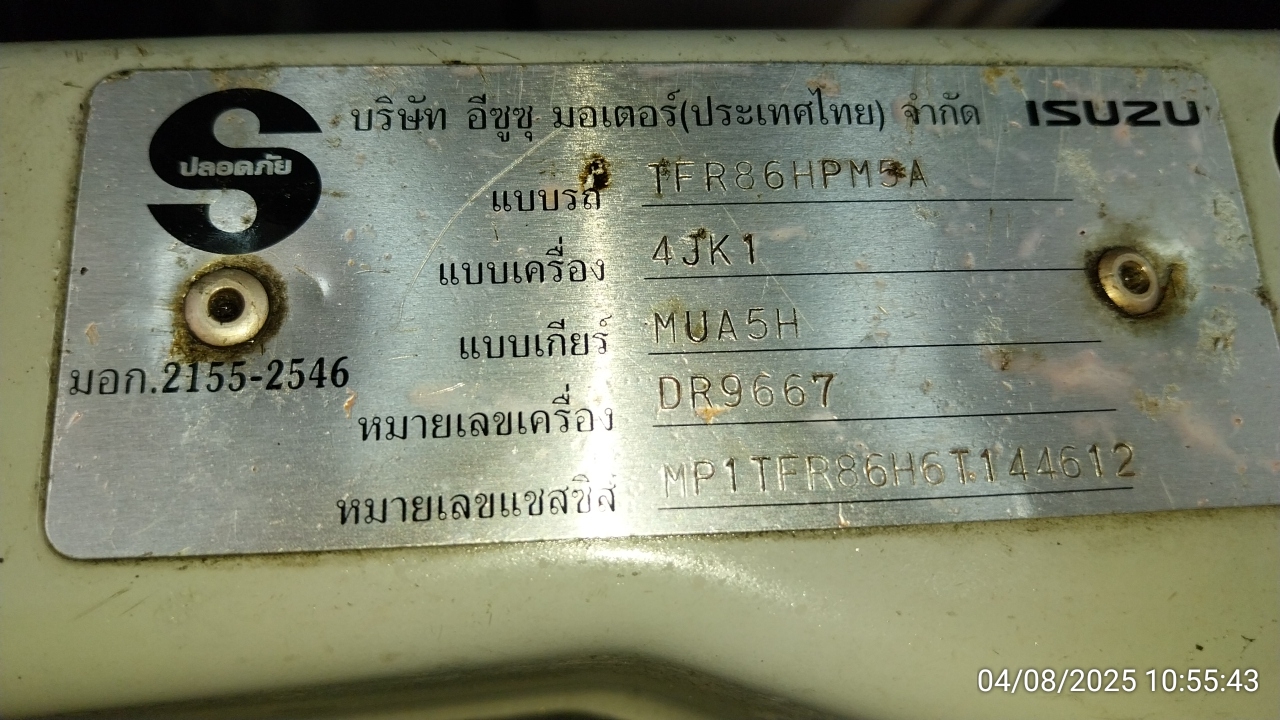 บริษัท อีซูซุ มอเตอร์(ประเทศไทย) จำกัด ISUZU
ปลอดภัย
แบบรถ TFR86HPM5A
แบบเครื่อง 4JK1
แบบเกียร์ MUA5H
มอก.2155-2546
หมายเลขเครื่อง DR9667
หมายเลขแชสซิส MP1TFR86H6T144612
04/08/2025 10:55:43